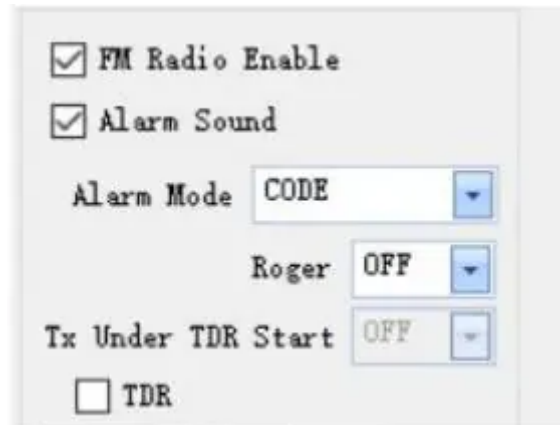 FM Radio Enable
Alarm Sound
Alarm Mode CODE
Roger OFF
Tx Under TDR Start OFF
TDR